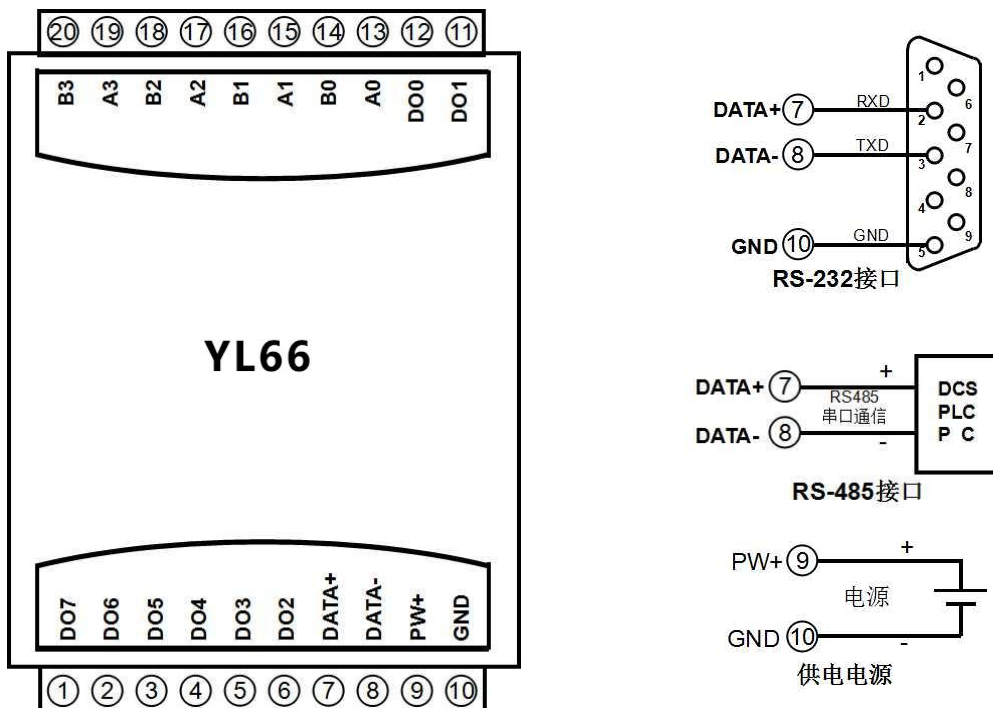 ⑳ ⑲ ⑱ ⑰ ⑯ ⑮ ⑭ ⑬ ⑫ ⑪
B3 A3 B2 A2 B1 A1 B0 A0 DO0 DO1
YL66
DO7 DO6 DO5 DO4 DO3 DO2 DATA+ DATA- PW+ GND
① ② ③ ④ ⑤ ⑥ ⑦ ⑧ ⑨ ⑩
DATA+ ⑦ RXD
DATA- ⑧ TXD
GND ⑩ GND
1
6
2
7
3
8
4
9
5
RS-232接口
DATA+ ⑦ +
RS485
串口通信
DATA- ⑧ -
DCS
PLC
P C
RS-485接口
PW+ ⑨ +
电源
GND ⑩ -
供电电源